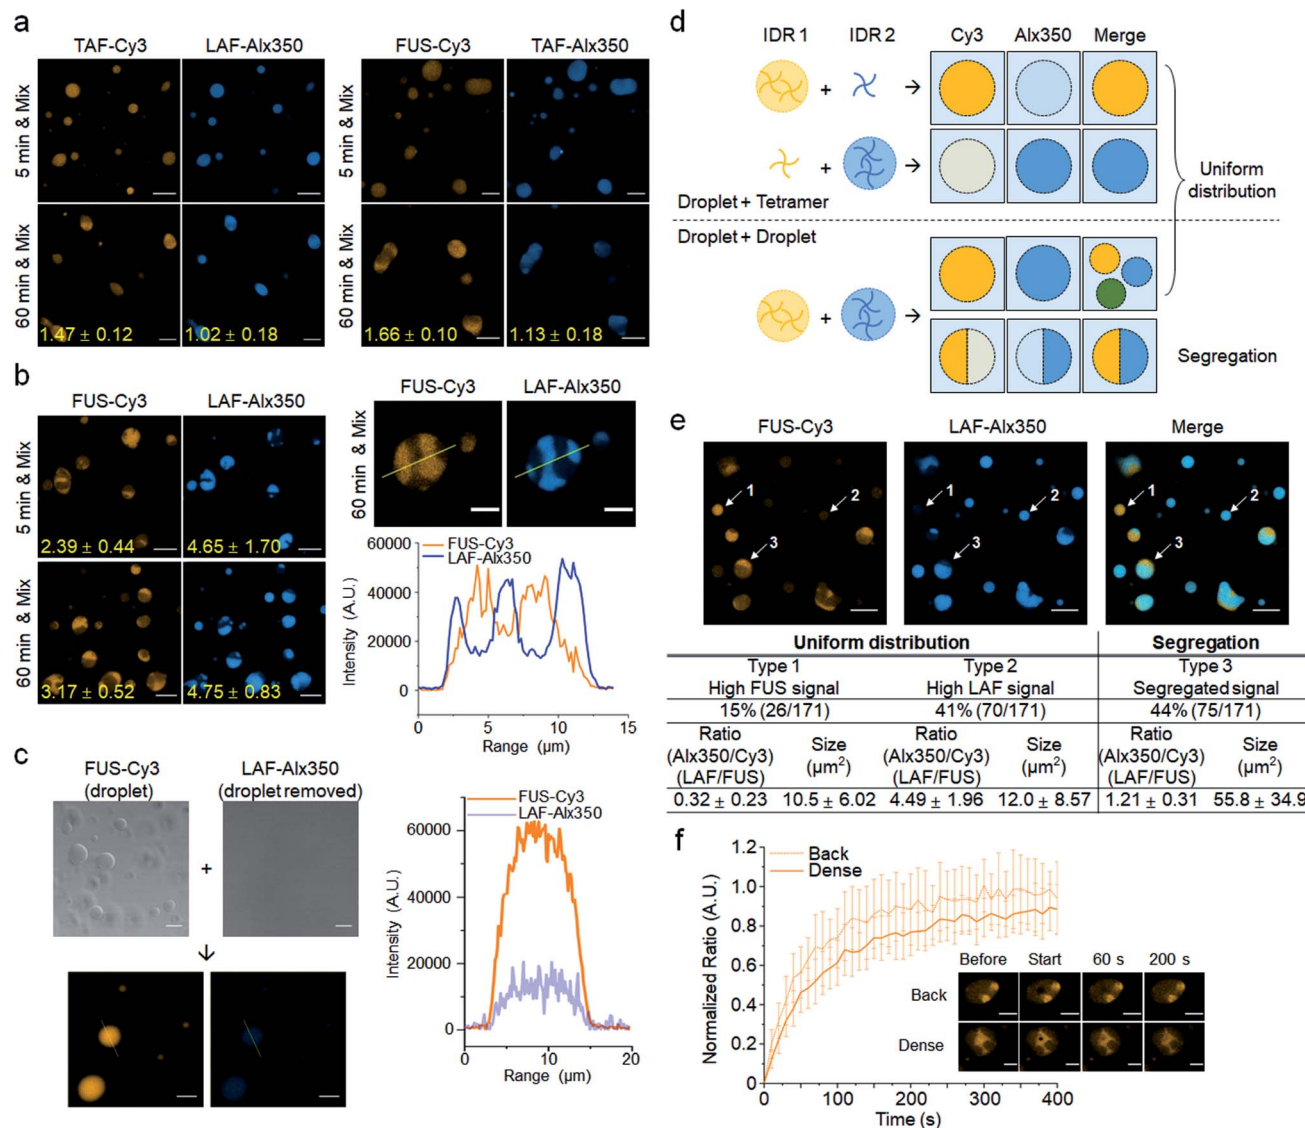 a
TAF-Cy3 LAF-Alx350
5 min & Mix
60 min & Mix
1.47 ± 0.12 1.02 ± 0.18
FUS-Cy3 TAF-Alx350
5 min & Mix
60 min & Mix
1.66 ± 0.10 1.13 ± 0.18
b
FUS-Cy3 LAF-Alx350
5 min & Mix
2.39 ± 0.44 4.65 ± 1.70
60 min & Mix
3.17 ± 0.52 4.75 ± 0.83
FUS-Cy3 LAF-Alx350
60 min & Mix
FUS-Cy3
LAF-Alx350
Intensity (A.U.)
60000
40000
20000
0
0 5 10 15
Range (µm)
c
FUS-Cy3 LAF-Alx350
(droplet) (droplet removed)
+
FUS-Cy3
LAF-Alx350
Intensity (A.U.)
60000
40000
20000
0
0 10 20
Range (µm)
d
IDR 1 IDR 2 Cy3 Alx350 Merge
+
+
Droplet + Tetramer
Uniform
distribution
Droplet + Droplet
+
Segregation
e
FUS-Cy3 LAF-Alx350 Merge
1 1 1
2 2 2
3 3 3
Uniform distribution Segregation
Type 1 Type 2 Type 3
High FUS signal High LAF signal Segregated signal
15% (26/171) 41% (70/171) 44% (75/171)
Ratio Size Ratio Size Ratio Size
(Alx350/Cy3) (µm²) (Alx350/Cy3) (µm²) (Alx350/Cy3) (µm²)
(LAF/FUS) (LAF/FUS) (LAF/FUS)
0.32 ± 0.23 10.5 ± 6.02 4.49 ± 1.96 12.0 ± 8.57 1.21 ± 0.31 55.8 ± 34.9
f
Back
Dense
Normalized Ratio (A.U.)
1.2
1.0
0.8
0.6
0.4
0.2
0
0 100 200 300 400
Time (s)
Before Start 60 s 200 s
Back
Dense